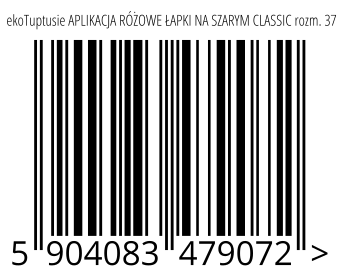 ekoTuptusie APLIKACJA RÓŻOWE ŁAPKI NA SZARYM CLASSIC rozm. 37
5 904083 479072 >